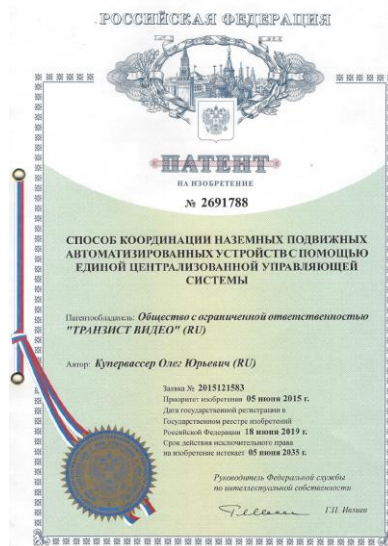 РОССИЙСКАЯ ФЕДЕРАЦИЯ
ПАТЕНТ
НА ИЗОБРЕТЕНИЕ
№ 2691788
СПОСОБ КООРДИНАЦИИ НАЗЕМНЫХ ПОДВИЖНЫХ
АВТОМАТИЗИРОВАННЫХ УСТРОЙСТВ С ПОМОЩЬЮ
ЕДИНОЙ ЦЕНТРАЛИЗОВАННОЙ УПРАВЛЯЮЩЕЙ
СИСТЕМЫ
Патентообладатель: Общество с ограниченной ответственностью
"ТРАНЗИСТ ВИДЕО" (RU)
Автор: Купервассер Олег Юрьевич (RU)
Заявка № 2015121583
Приоритет изобретения 05 июня 2015 г.
Дата государственной регистрации в
Государственном реестре изобретений
Российской Федерации 18 июня 2019 г.
Срок действия исключительного права
на изобретение истекает 05 июня 2035 г.
Руководитель Федеральной службы
по интеллектуальной собственности
Г.П. Ивлиев